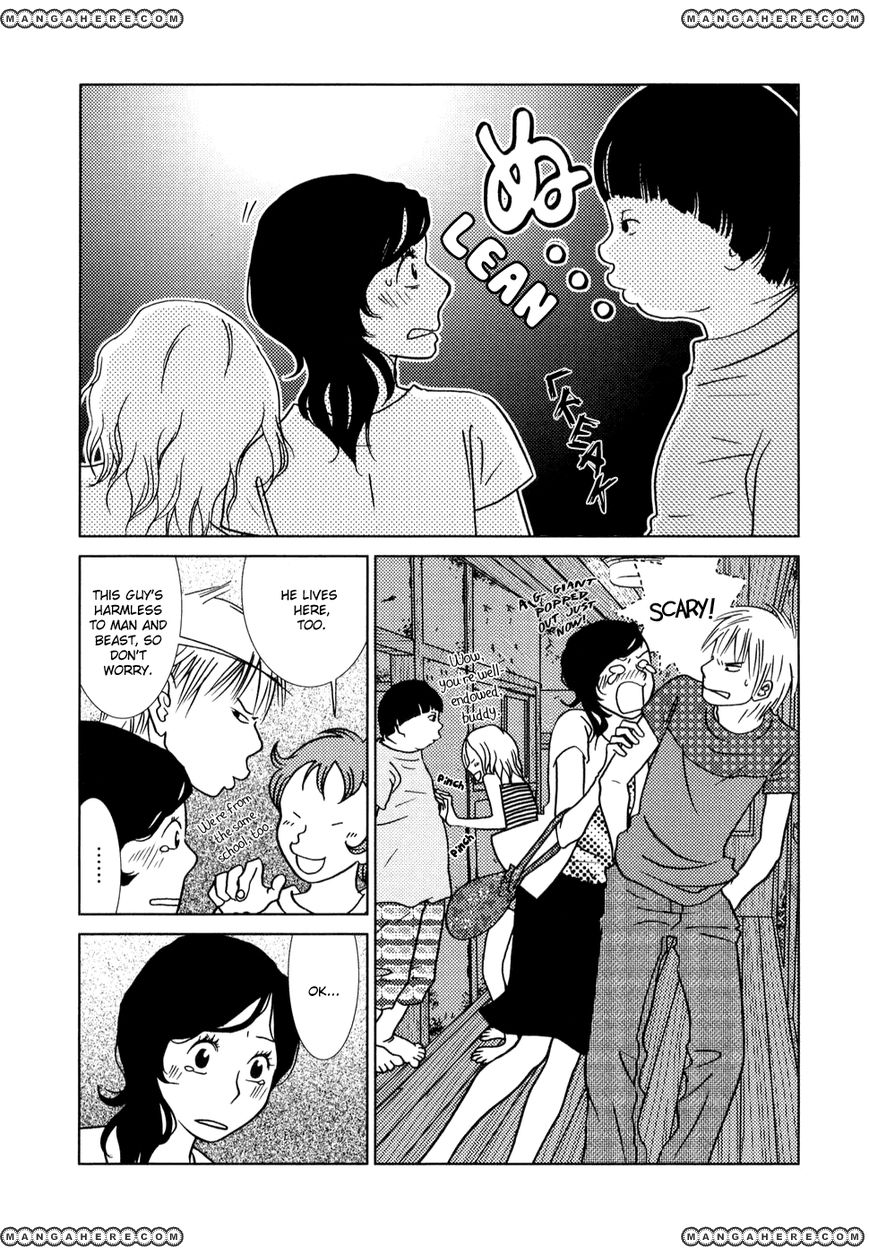 MANGAHERE.COM
MANGAHERE.COM
ぬ
LEAN
CREAK
SCARY!
A G-GIANT
POPPED
OUT JUST
NOW!
Wow,
you're well-
endowed,
buddy
pinch
pinch
HE LIVES
HERE,
TOO.
THIS GUY'S
HARMLESS
TO MAN AND
BEAST, SO
DON'T
WORRY.
We're from
the same
school, too
........
OK...
MANGAHERE.COM
MANGAHERE.COM